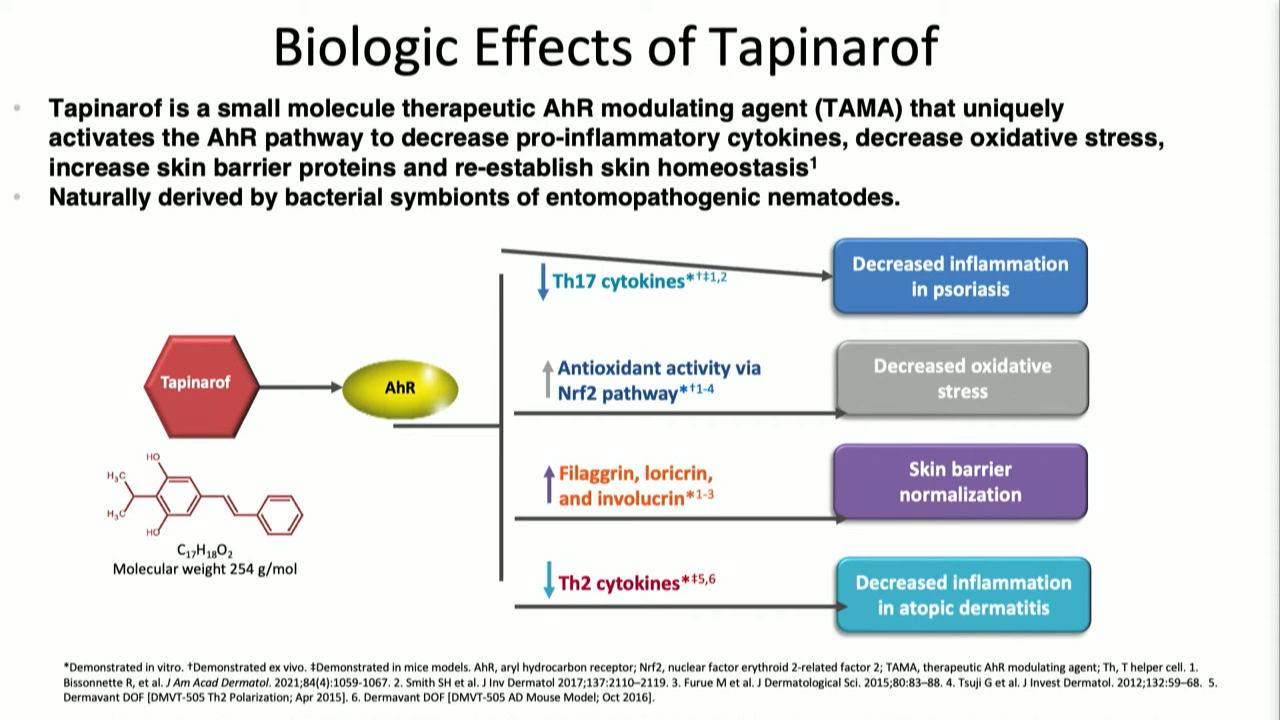 Biologic Effects of Tapinarof
• Tapinarof is a small molecule therapeutic AhR modulating agent (TAMA) that uniquely
activates the AhR pathway to decrease pro-inflammatory cytokines, decrease oxidative stress,
increase skin barrier proteins and re-establish skin homeostasis¹
• Naturally derived by bacterial symbionts of entomopathogenic nematodes.
Tapinarof
AhR
HO
H₃C
H₃C
HO
C₁₇H₁₈O₂
Molecular weight 254 g/mol
Th17 cytokines*†‡1,2
Decreased inflammation
in psoriasis
Antioxidant activity via
Nrf2 pathway*†1-4
Decreased oxidative
stress
Filaggrin, loricrin,
and involucrin*1-3
Skin barrier
normalization
Th2 cytokines*‡5,6
Decreased inflammation
in atopic dermatitis
*Demonstrated in vitro. †Demonstrated ex vivo. ‡Demonstrated in mice models. AhR, aryl hydrocarbon receptor; Nrf2, nuclear factor erythroid 2-related factor 2; TAMA, therapeutic AhR modulating agent; Th, T helper cell. 1.
Bissonnette R, et al. J Am Acad Dermatol. 2021;84(4):1059-1067. 2. Smith SH et al. J Inv Dermatol 2017;137:2110–2119. 3. Furue M et al. J Dermatological Sci. 2015;80:83–88. 4. Tsuji G et al. J Invest Dermatol. 2012;132:59–68. 5.
Dermavant DOF [DMVT-505 Th2 Polarization; Apr 2015]. 6. Dermavant DOF [DMVT-505 AD Mouse Model; Oct 2016].